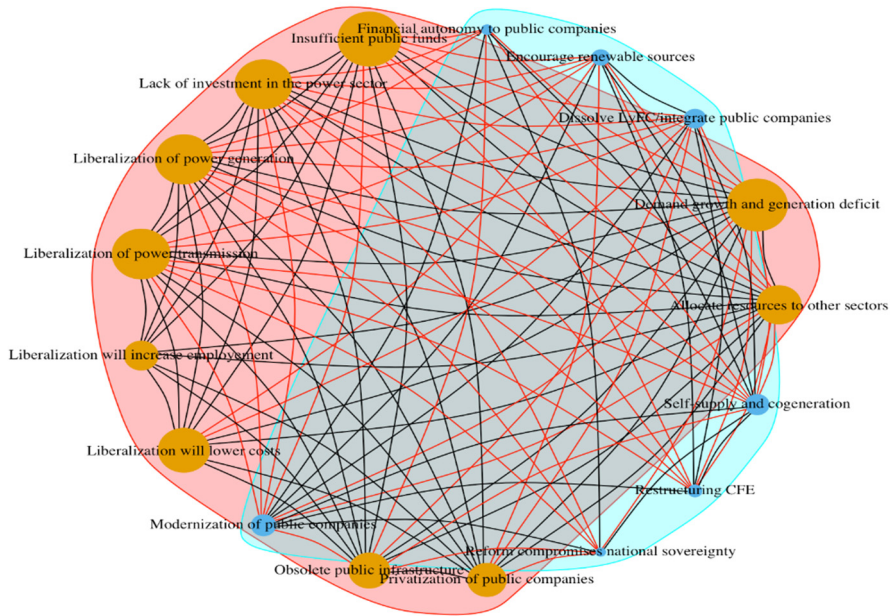 Financial autonomy to public companies
Insufficient public funds
Encourage renewable sources
Lack of investment in the power sector
Dissolve LyFC/integrate public companies
Liberalization of power generation
Demand growth and generation deficit
Liberalization of power transmission
Allocate resources to other sectors
Liberalization will increase employement
Self-supply and cogeneration
Liberalization will lower costs
Restructuring CFE
Modernization of public companies
Reform compromises national sovereignty
Obsolete public infrastructure
Privatization of public companies